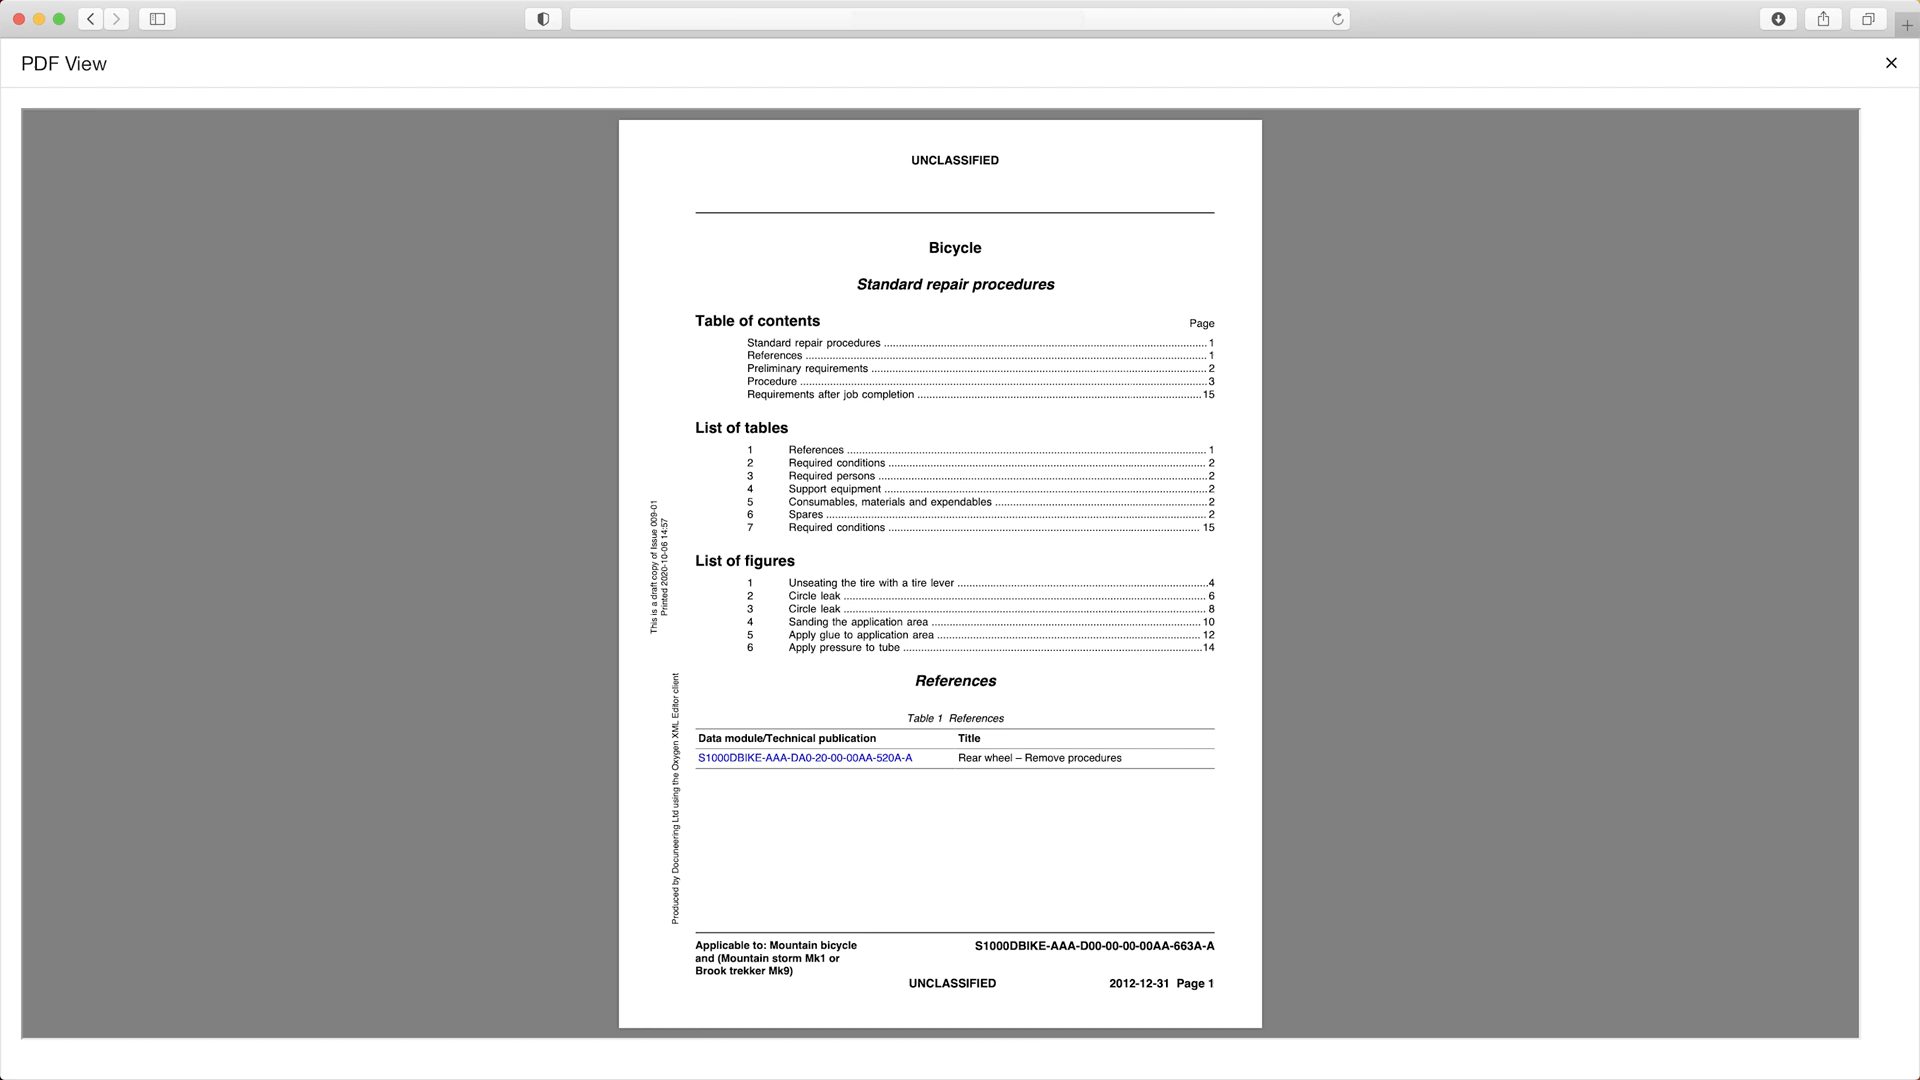 PDF View
UNCLASSIFIED
Bicycle
Standard repair procedures
Table of contents
Page
Standard repair procedures ........ 1
References ........ 1
Preliminary requirements ........ 2
Procedure ........ 3
Requirements after job completion ........ 15
List of tables
1 References ........ 1
2 Required conditions ........ 2
3 Required persons ........ 2
4 Support equipment ........ 2
5 Consumables, materials and expendables ........ 2
6 Spares ........ 2
7 Required conditions ........ 15
List of figures
1 Unseating the tire with a tire lever ........ 4
2 Circle leak ........ 6
3 Circle leak ........ 8
4 Sanding the application area ........ 10
5 Apply glue to application area ........ 12
6 Apply pressure to tube ........ 14
References
Table 1 References
Data module/Technical publication Title
S1000DBIKE-AAA-DA0-20-00-00AA-520A-A Rear wheel – Remove procedures
This is a draft copy of Issue 009-01
Printed 2020-10-06 14:57
Produced by Docuneering Ltd using the Oxygen XML Editor client
Applicable to: Mountain bicycle
and (Mountain storm Mk1 or
Brook trekker Mk9)
S1000DBIKE-AAA-D00-00-00-00AA-663A-A
UNCLASSIFIED
2012-12-31 Page 1